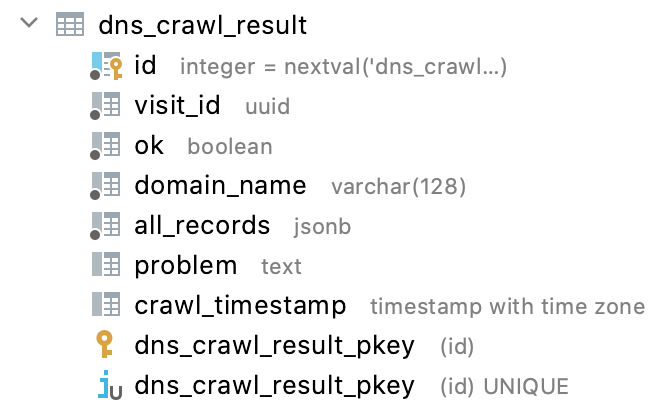 dns_crawl_result
id integer = nextval('dns_crawl...)
visit_id uuid
ok boolean
domain_name varchar(128)
all_records jsonb
problem text
crawl_timestamp timestamp with time zone
dns_crawl_result_pkey (id)
dns_crawl_result_pkey (id) UNIQUE